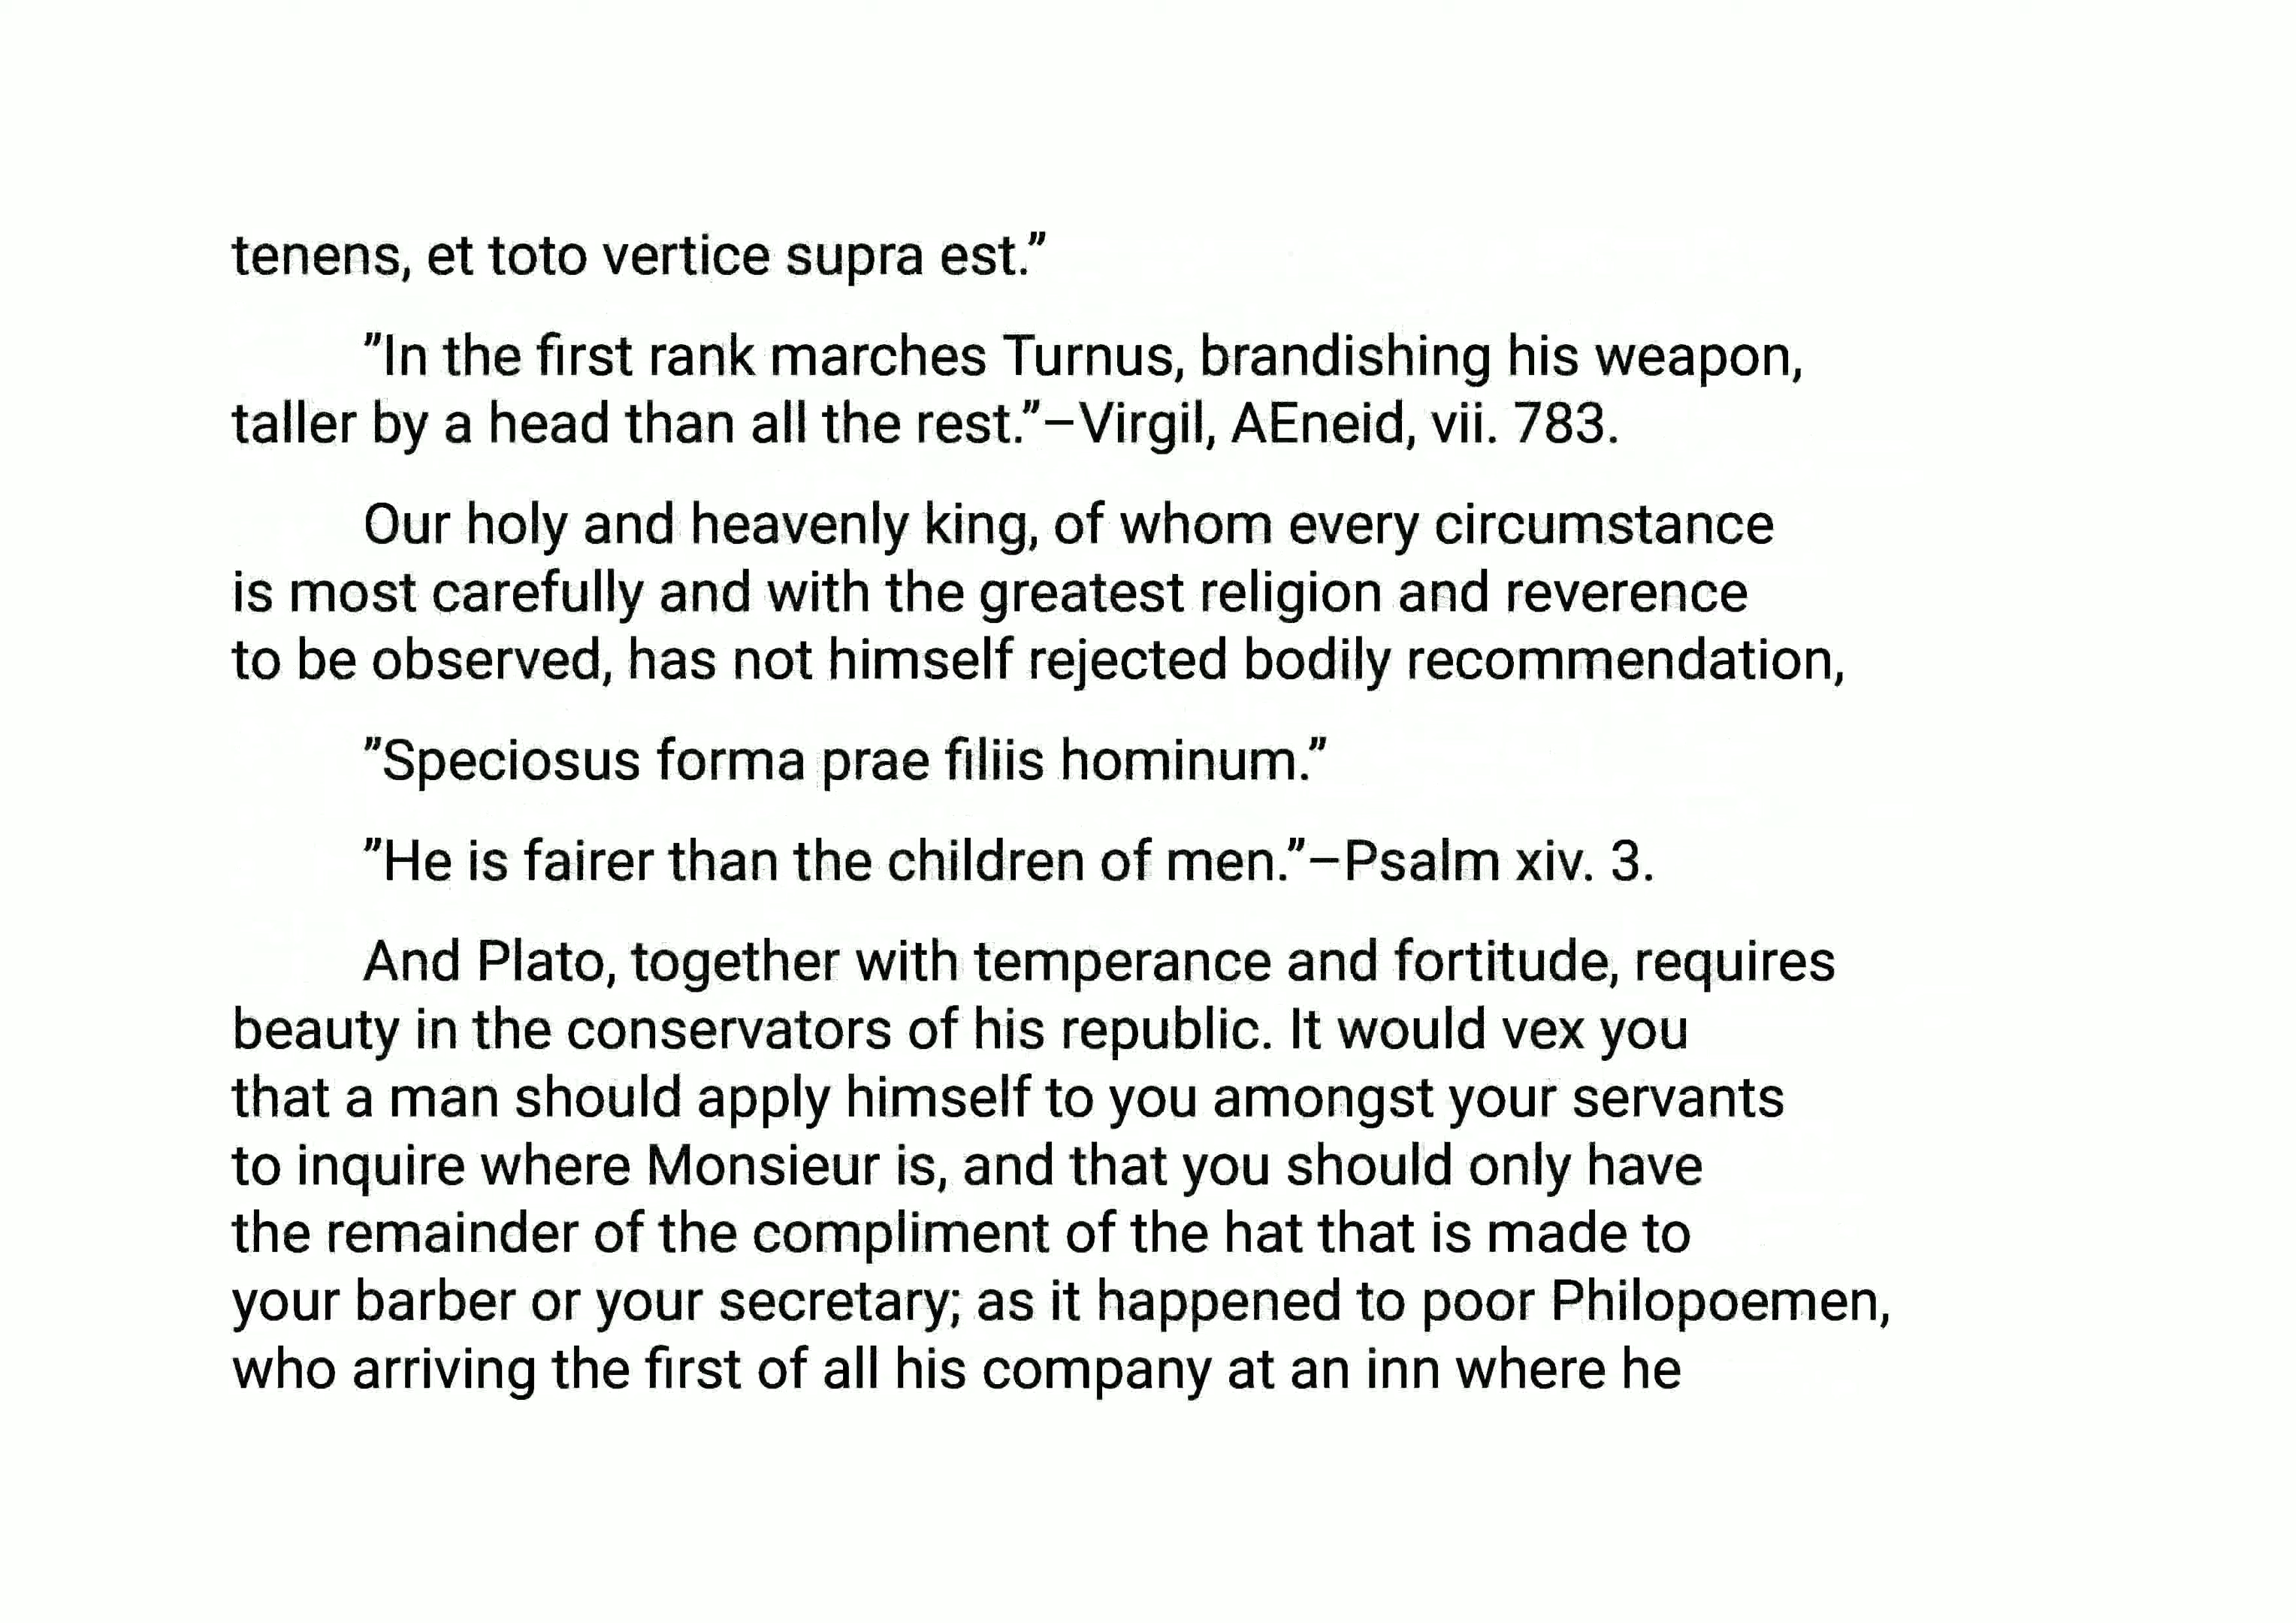 tenens, et toto vertice supra est.”
”In the first rank marches Turnus, brandishing his weapon,
taller by a head than all the rest.”–Virgil, AEneid, vii. 783.
Our holy and heavenly king, of whom every circumstance
is most carefully and with the greatest religion and reverence
to be observed, has not himself rejected bodily recommendation,
”Speciosus forma prae filiis hominum.”
”He is fairer than the children of men.”–Psalm xiv. 3.
And Plato, together with temperance and fortitude, requires
beauty in the conservators of his republic. It would vex you
that a man should apply himself to you amongst your servants
to inquire where Monsieur is, and that you should only have
the remainder of the compliment of the hat that is made to
your barber or your secretary; as it happened to poor Philopoemen,
who arriving the first of all his company at an inn where he